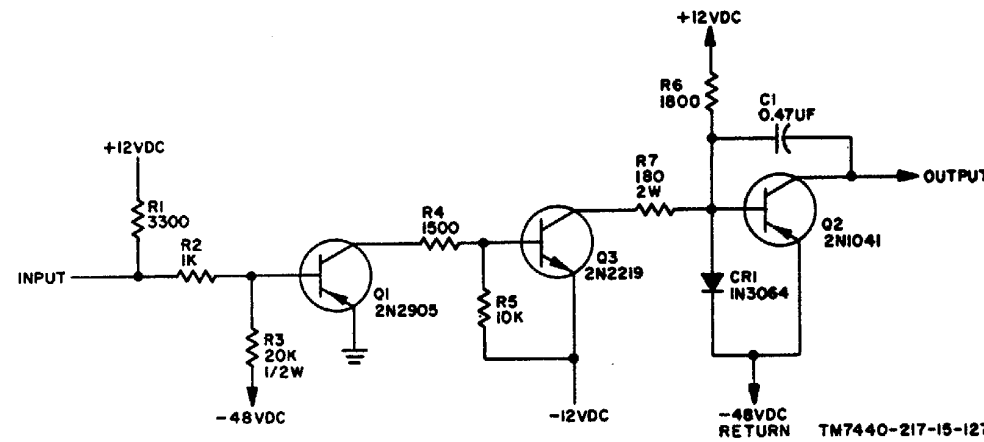 +12VDC
R6
1800
C1
0.47UF
+12VDC
R1
3300
R7
180
2W
OUTPUT
R4
1500
R2
1K
Q2
2N1041
INPUT
Q3
2N2219
Q1
2N2905
CR1
1N3064
R5
10K
R3
20K
1/2W
-48VDC
-12VDC
-48VDC
RETURN
TM7440-217-15-127